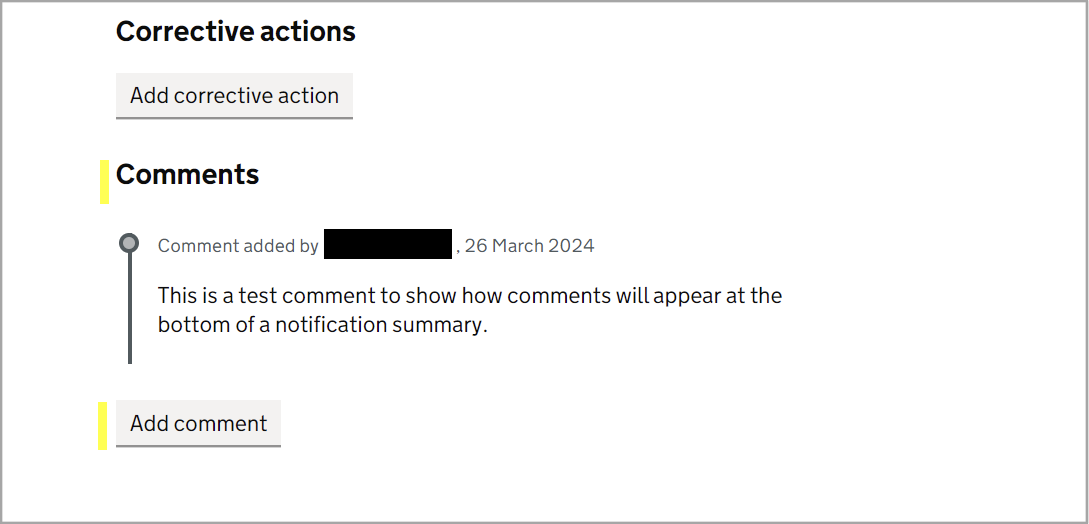 Corrective actions
Add corrective action
Comments
Comment added by , 26 March 2024
This is a test comment to show how comments will appear at the
bottom of a notification summary.
Add comment